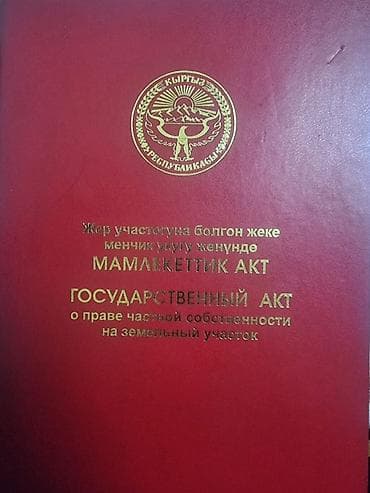 КЫРГЫЗ
РЕСПУБЛИКАСЫ
Жер участогуна болгон жеке
менчик укугу жөнүндө
МАМЛЕКЕТТИК АКТ
ГОСУДАРСТВЕННЫЙ АКТ
о праве частной собственности
на земельный участок